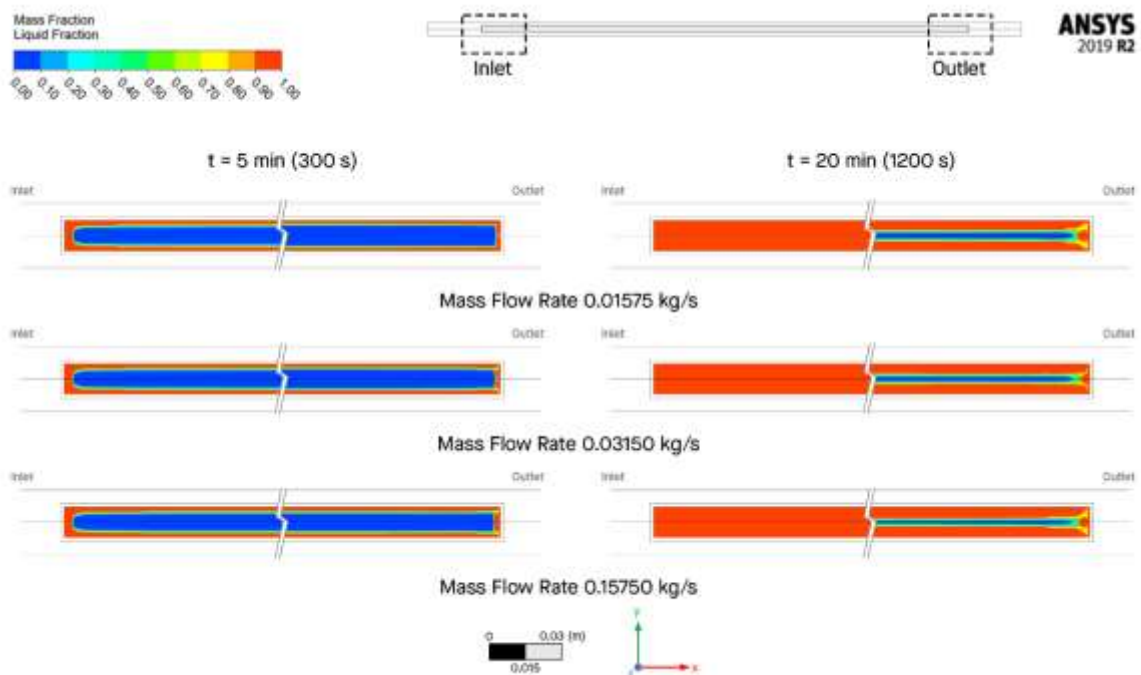 Mass Fraction
Liquid Fraction
0.00 0.10 0.20 0.30 0.40 0.50 0.60 0.70 0.80 0.90 1.00
Inlet Outlet
ANSYS
2019 R2
t = 5 min (300 s) t = 20 min (1200 s)
Inlet Outlet Inlet Outlet
Mass Flow Rate 0.01575 kg/s
Inlet Outlet Inlet Outlet
Mass Flow Rate 0.03150 kg/s
Inlet Outlet Inlet Outlet
Mass Flow Rate 0.15750 kg/s
0 0.03 (m)
0.015
Y
X